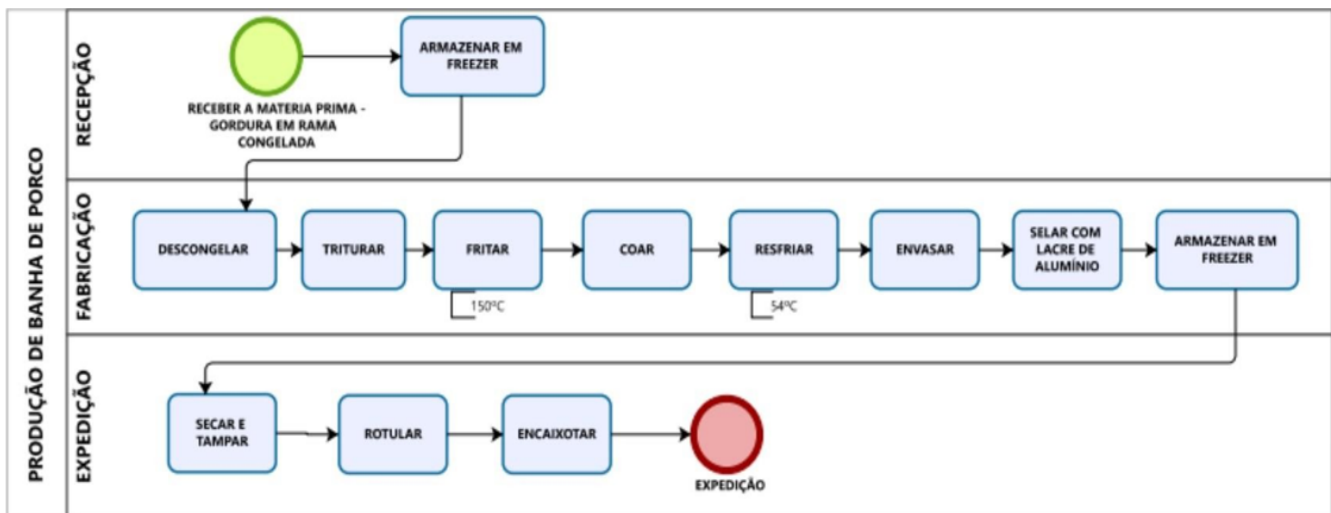 PRODUÇÃO DE BANHA DE PORCO
RECEPÇÃO
RECEBER A MATERIA PRIMA -
GORDURA EM RAMA
CONGELADA
ARMAZENAR EM
FREEZER
FABRICAÇÃO
DESCONGELAR
TRITURAR
FRITAR
150ºC
COAR
RESFRIAR
54ºC
ENVASAR
SELAR COM
LACRE DE
ALUMÍNIO
ARMAZENAR EM
FREEZER
EXPEDIÇÃO
SECAR E
TAMPAR
ROTULAR
ENCAIXOTAR
EXPEDIÇÃO